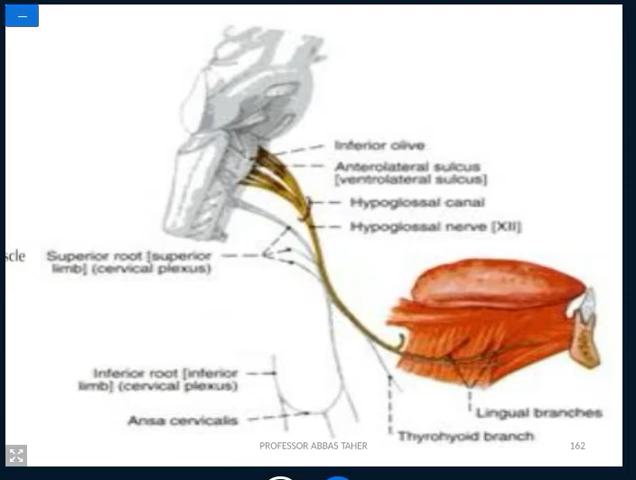 Inferior olive
Anterolateral sulcus
[ventrolateral sulcus]
Hypoglossal canal
Hypoglossal nerve [XII]
scle
Superior root [superior
limb] (cervical plexus)
Inferior root [inferior
limb] (cervical plexus)
Ansa cervicalis
Lingual branches
Thyrohyoid branch
PROFESSOR ABBAS TAHER
162